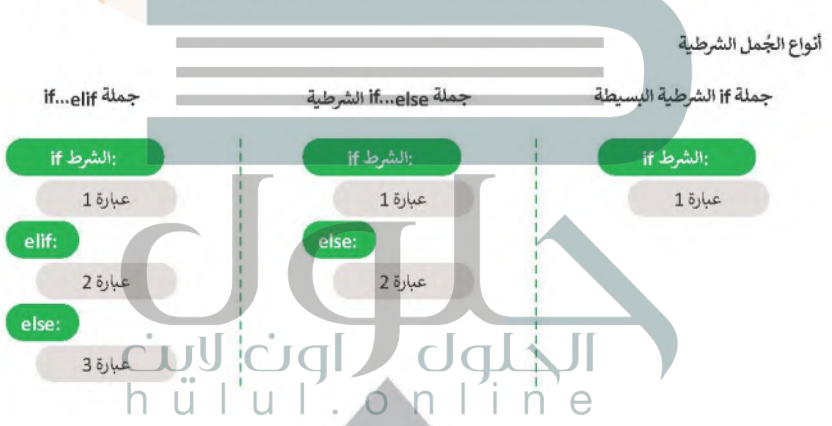 أنواع الجُمل الشرطية
جملة if الشرطية البسيطة
if الشرط:
عبارة 1
جملة if...else الشرطية
if الشرط:
عبارة 1
else:
عبارة 2
جملة if...elif
if الشرط:
عبارة 1
elif:
عبارة 2
else:
عبارة 3
حلول
الحلول اون لاين
hülul.online